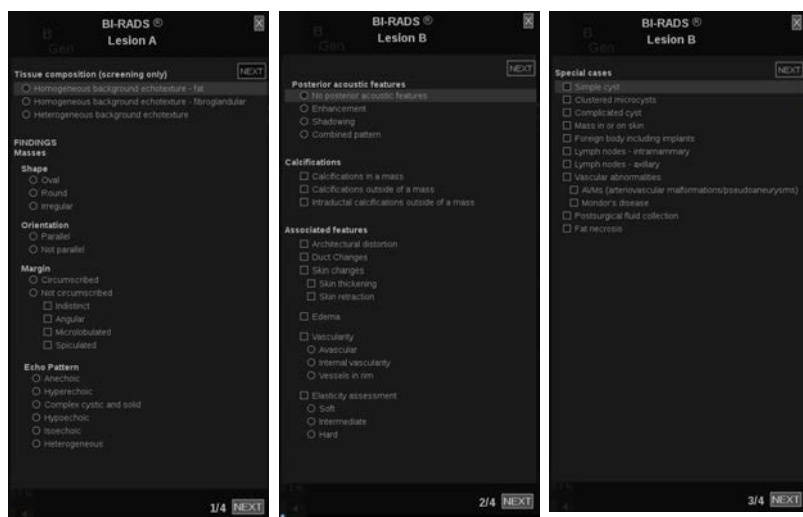 BI-RADS ®
X
Lesion A
B
Gen
NEXT
Tissue composition (screening only)
Homogeneous background echotexture - fat
Homogeneous background echotexture - fibroglandular
Heterogeneous background echotexture
FINDINGS
Masses
Shape
Oval
Round
Irregular
Orientation
Parallel
Not parallel
Margin
Circumscribed
Not circumscribed
Indistinct
Angular
Microlobulated
Spiculated
Echo Pattern
Anechoic
Hyperechoic
Complex cystic and solid
Hypoechoic
Isoechoic
Heterogeneous
1/4 NEXT
BI-RADS ®
X
Lesion B
B
Gen
NEXT
Posterior acoustic features
No posterior acoustic features
Enhancement
Shadowing
Combined pattern
Calcifications
Calcifications in a mass
Calcifications outside of a mass
Intraductal calcifications outside of a mass
Associated features
Architectural distortion
Duct Changes
Skin changes
Skin thickening
Skin retraction
Edema
Vascularity
Avascular
Internal vascularity
Vessels in rim
Elasticity assessment
Soft
Intermediate
Hard
2/4 NEXT
BI-RADS ®
X
Lesion B
B
Gen
NEXT
Special cases
Simple cyst
Clustered microcysts
Complicated cyst
Mass in or on skin
Foreign body including implants
Lymph nodes - intramammary
Lymph nodes - axillary
Vascular abnormalities
AVMs (arteriovascular malformations/pseudoaneurysms)
Mondor's disease
Postsurgical fluid collection
Fat necrosis
3/4 NEXT